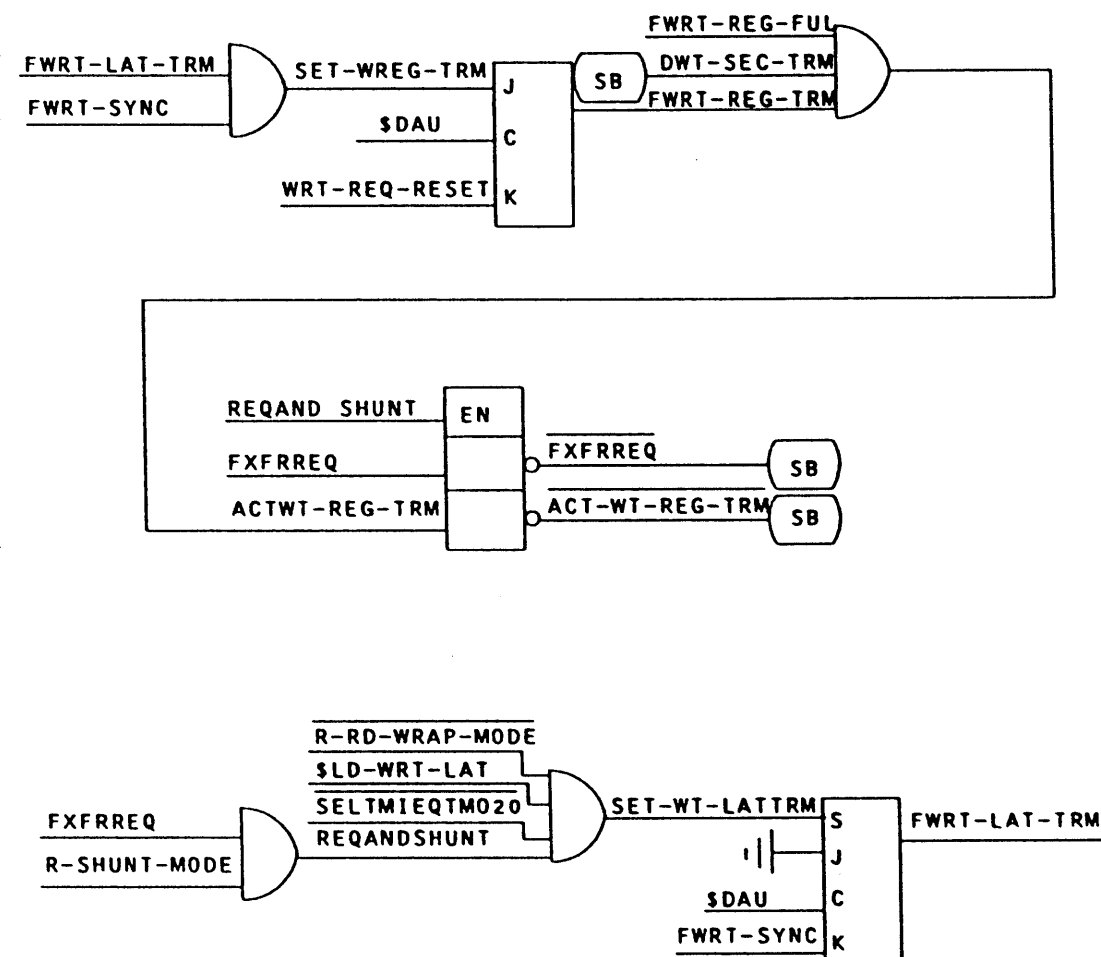 FWRT-REG-FUL
FWRT-LAT-TRM
SET-WREG-TRM
J
SB
DWT-SEC-TRM
FWRT-SYNC
FWRT-REG-TRM
$DAU
C
WRT-REQ-RESET
K
REQAND SHUNT
EN
FXFRREQ
FXFRREQ
SB
ACTWT-REG-TRM
ACT-WT-REG-TRM
SB
R-RD-WRAP-MODE
$LD-WRT-LAT
SELTMIEQTM020
SET-WT-LATTRM
S
FWRT-LAT-TRM
FXFRREQ
REQANDSHUNT
R-SHUNT-MODE
J
$DAU
C
FWRT-SYNC
K